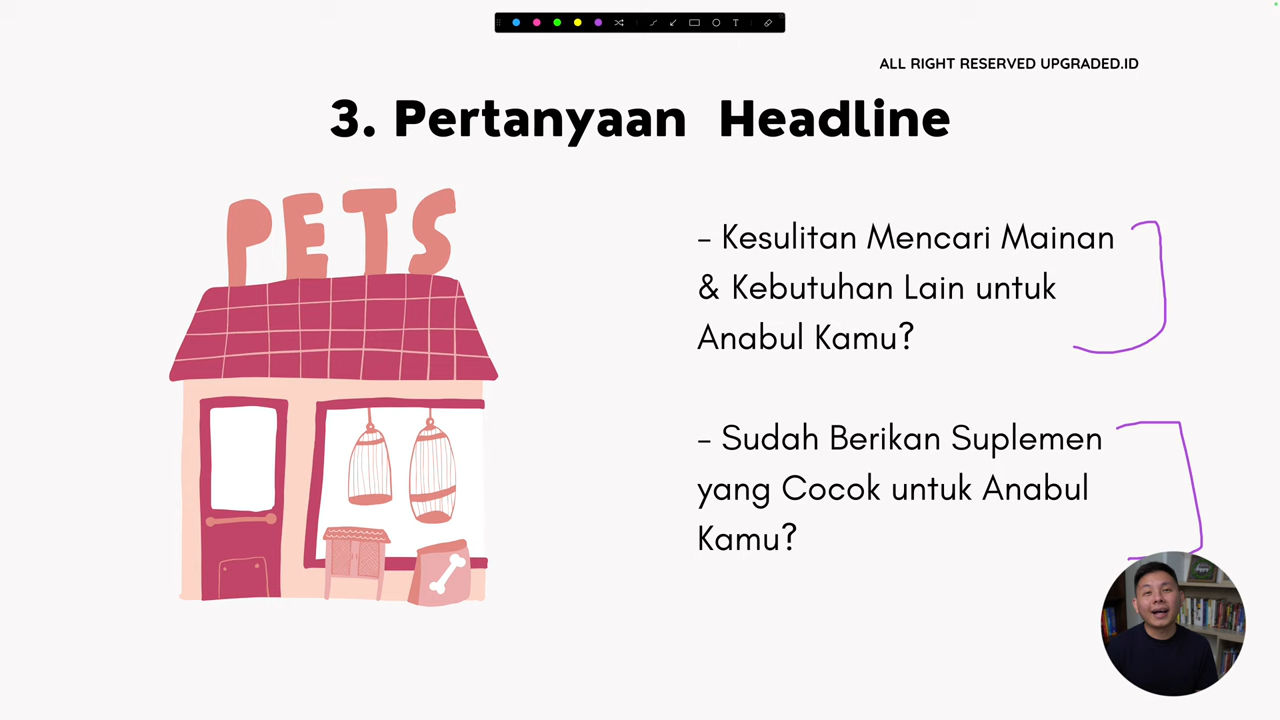 T
ALL RIGHT RESERVED UPGRADED.ID
3. Pertanyaan Headline
PETS
- Kesulitan Mencari Mainan
& Kebutuhan Lain untuk
Anabul Kamu?
- Sudah Berikan Suplemen
yang Cocok untuk Anabul
Kamu?